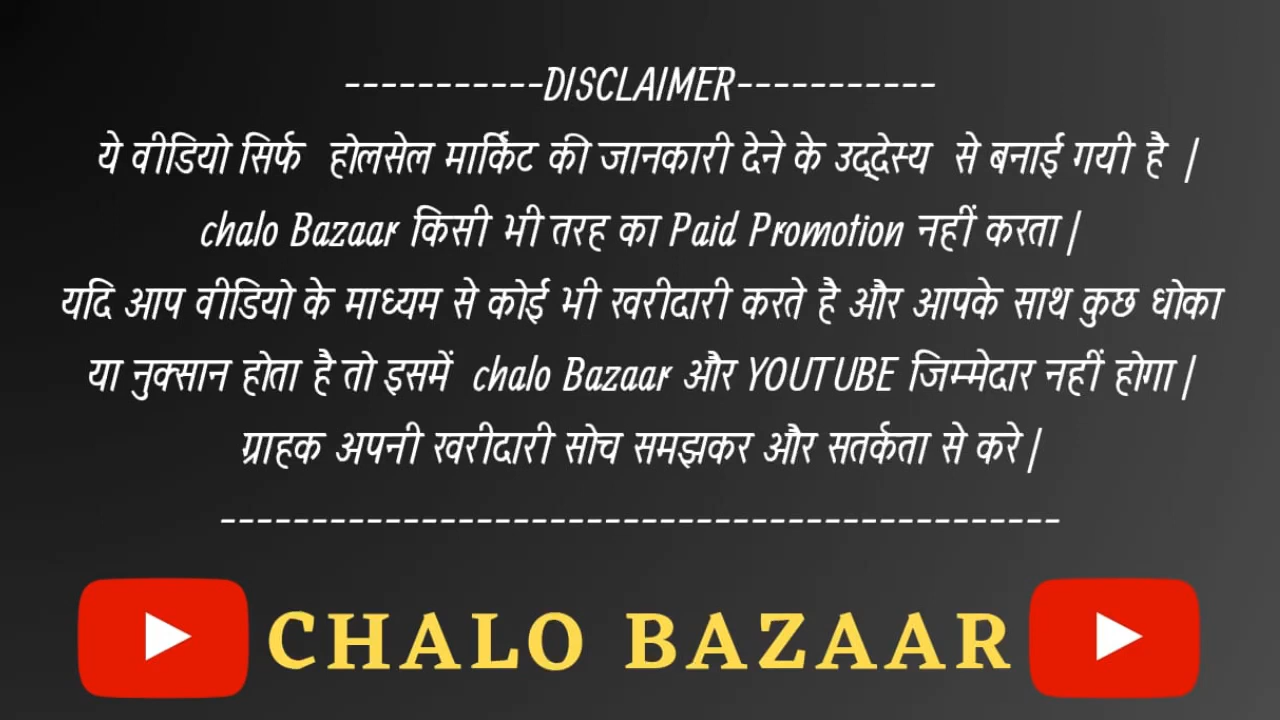 -----------DISCLAIMER-----------
ये वीडियो सिर्फ होलसेल मार्किट की जानकारी देने के उद्देस्य से बनाई गयी है |
chalo Bazaar किसी भी तरह का Paid Promotion नहीं करता |
यदि आप वीडियो के माध्यम से कोई भी खरीदारी करते है और आपके साथ कुछ धोका
या नुक्सान होता है तो इसमें chalo Bazaar और YOUTUBE जिम्मेदार नहीं होगा |
ग्राहक अपनी खरीदारी सोच समझकर और सतर्कता से करे |
----------------------------------------------
CHALO BAZAAR